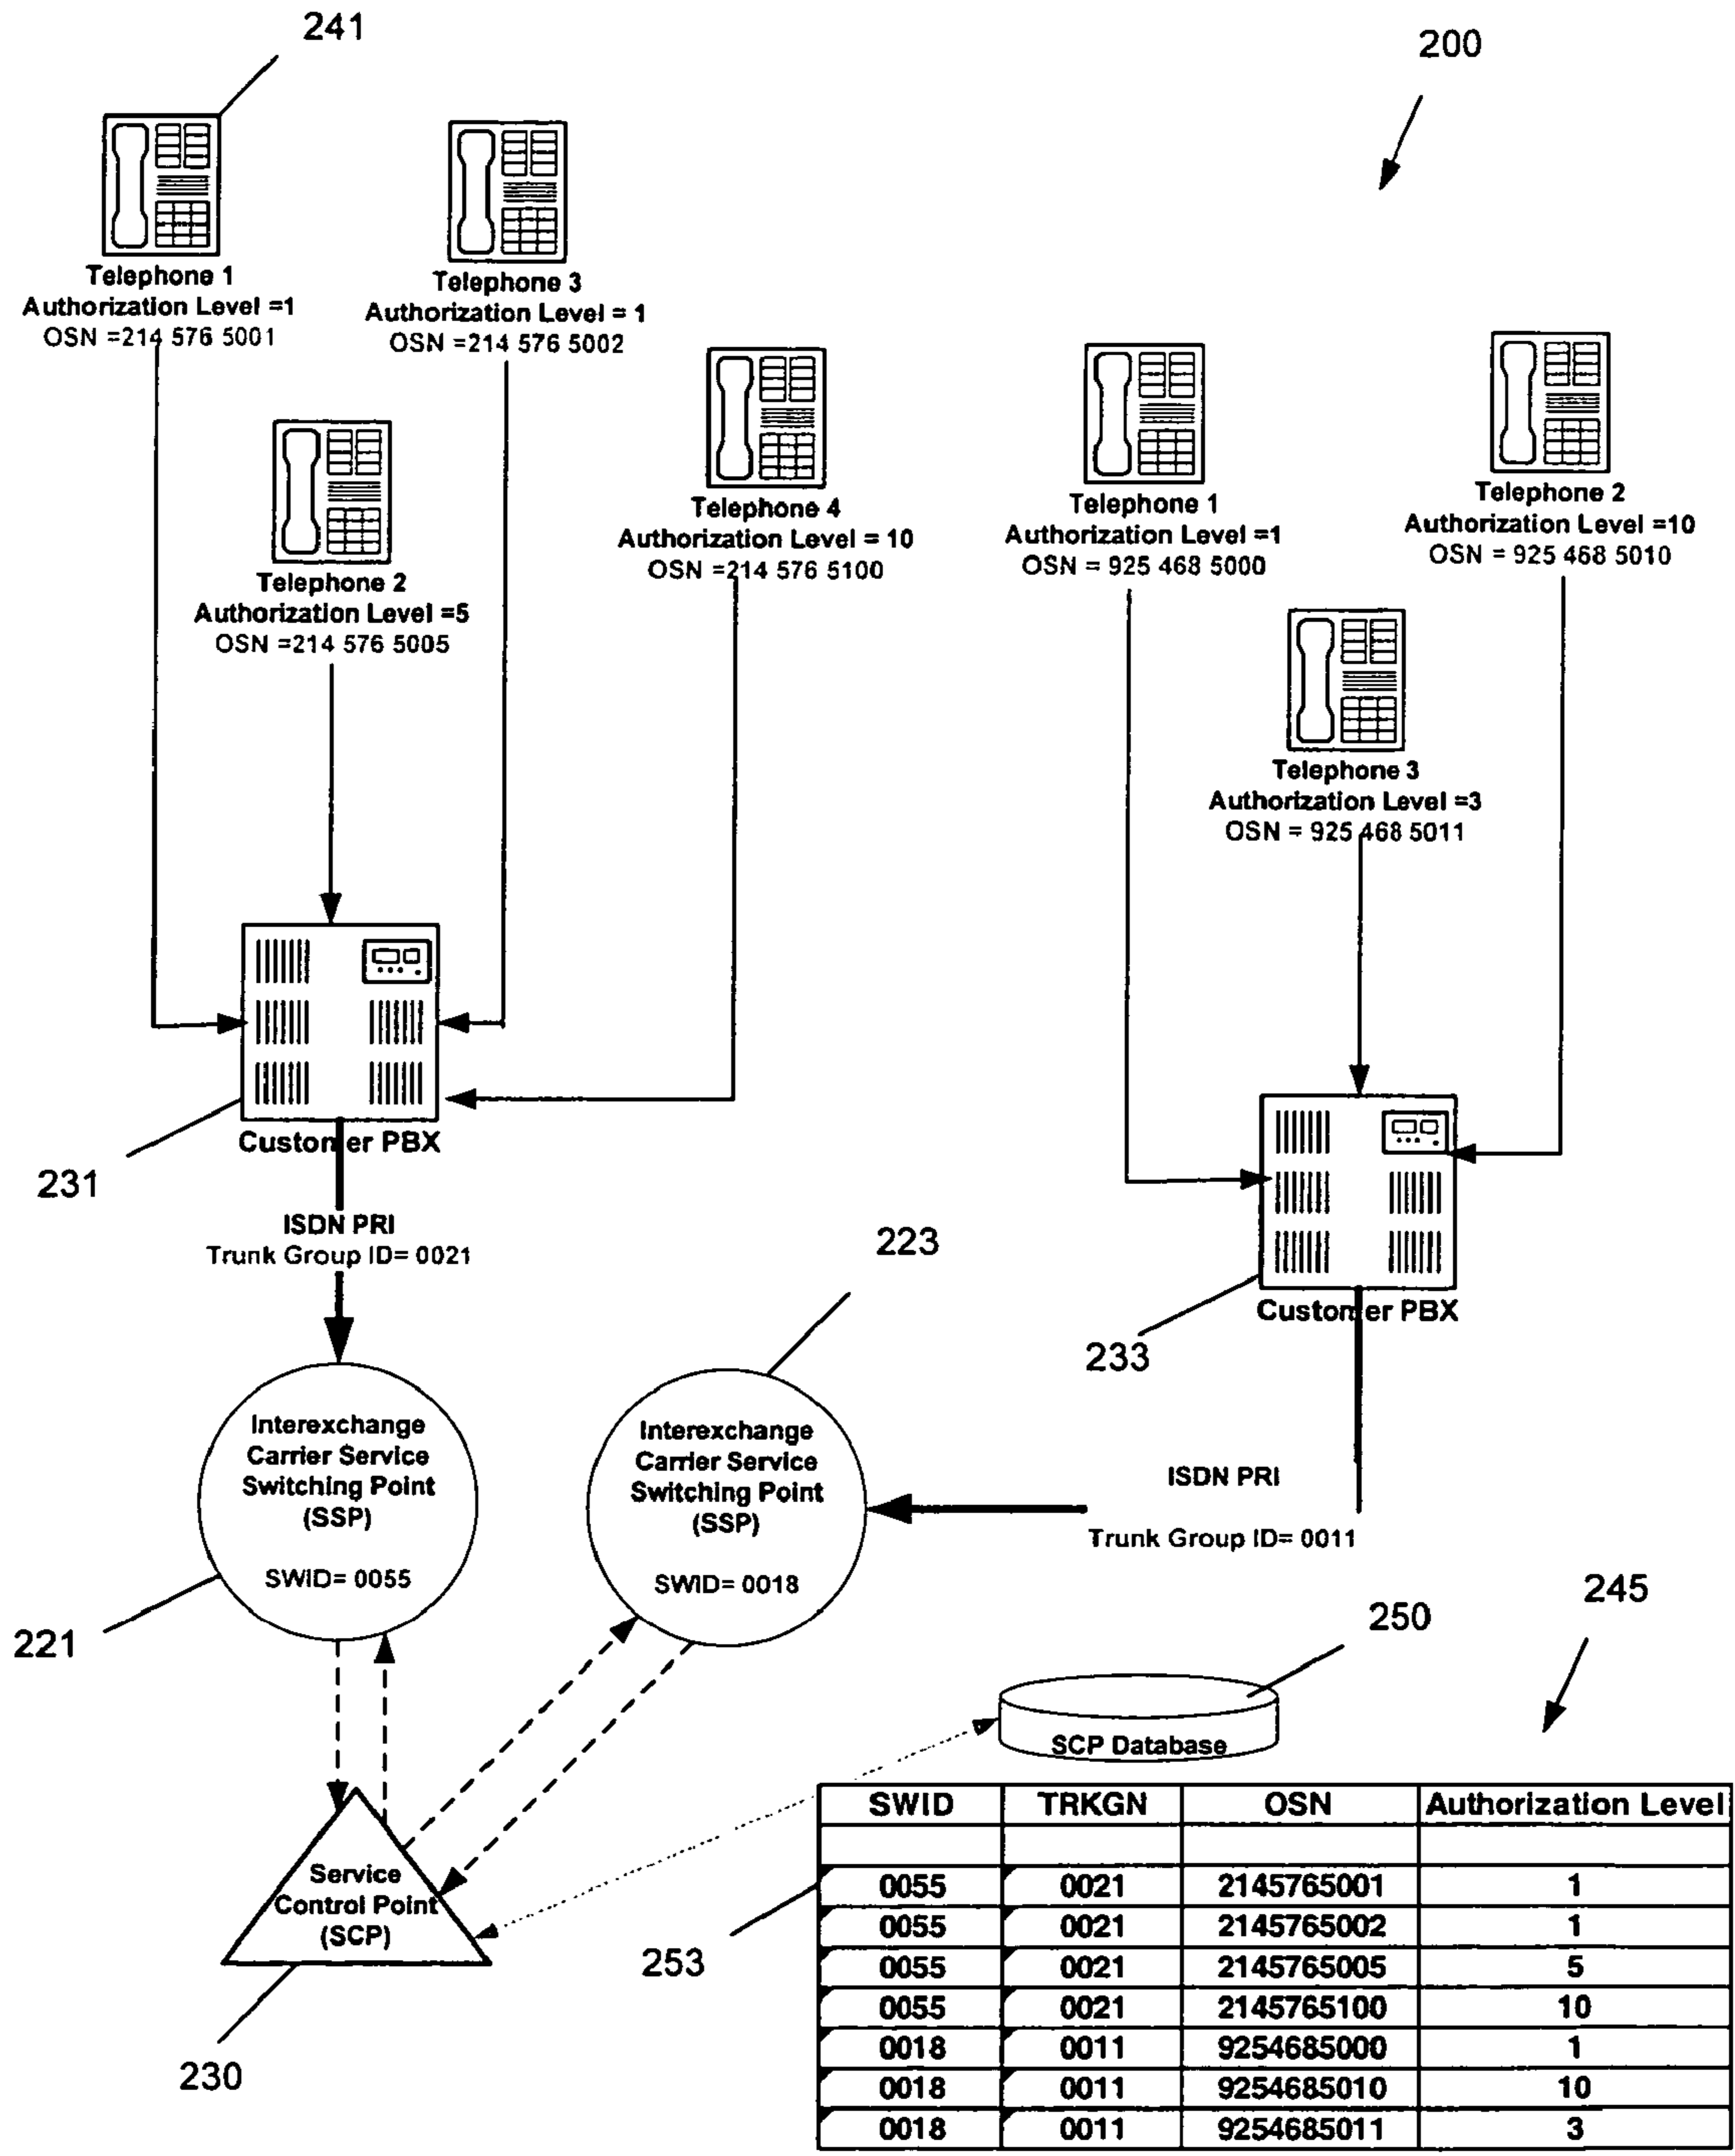 241
200
Telephone 1
Authorization Level =1
OSN =214 576 5001
Telephone 3
Authorization Level = 1
OSN =214 576 5002
Telephone 2
Authorization Level =5
OSN =214 576 5005
Telephone 4
Authorization Level = 10
OSN =214 576 5100
Telephone 1
Authorization Level =1
OSN = 925 468 5000
Telephone 2
Authorization Level =10
OSN = 925 468 5010
Telephone 3
Authorization Level =3
OSN = 925 468 5011
Customer PBX
231
ISDN PRI
Trunk Group ID= 0021
223
Customer PBX
233
Interexchange
Carrier Service
Switching Point
(SSP)
SWID= 0055
221
Interexchange
Carrier Service
Switching Point
(SSP)
SWID= 0018
ISDN PRI
Trunk Group ID= 0011
250
245
SCP Database
Service
Control Point
(SCP)
230
253
SWID TRKGN OSN Authorization Level
0055 0021 2145765001 1
0055 0021 2145765002 1
0055 0021 2145765005 5
0055 0021 2145765100 10
0018 0011 9254685000 1
0018 0011 9254685010 10
0018 0011 9254685011 3